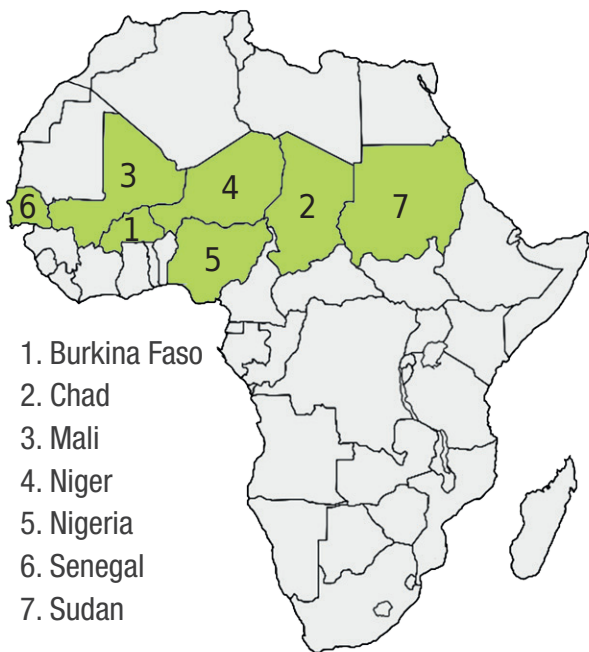 3
4
6
2
7
1
5
1. Burkina Faso
2. Chad
3. Mali
4. Niger
5. Nigeria
6. Senegal
7. Sudan